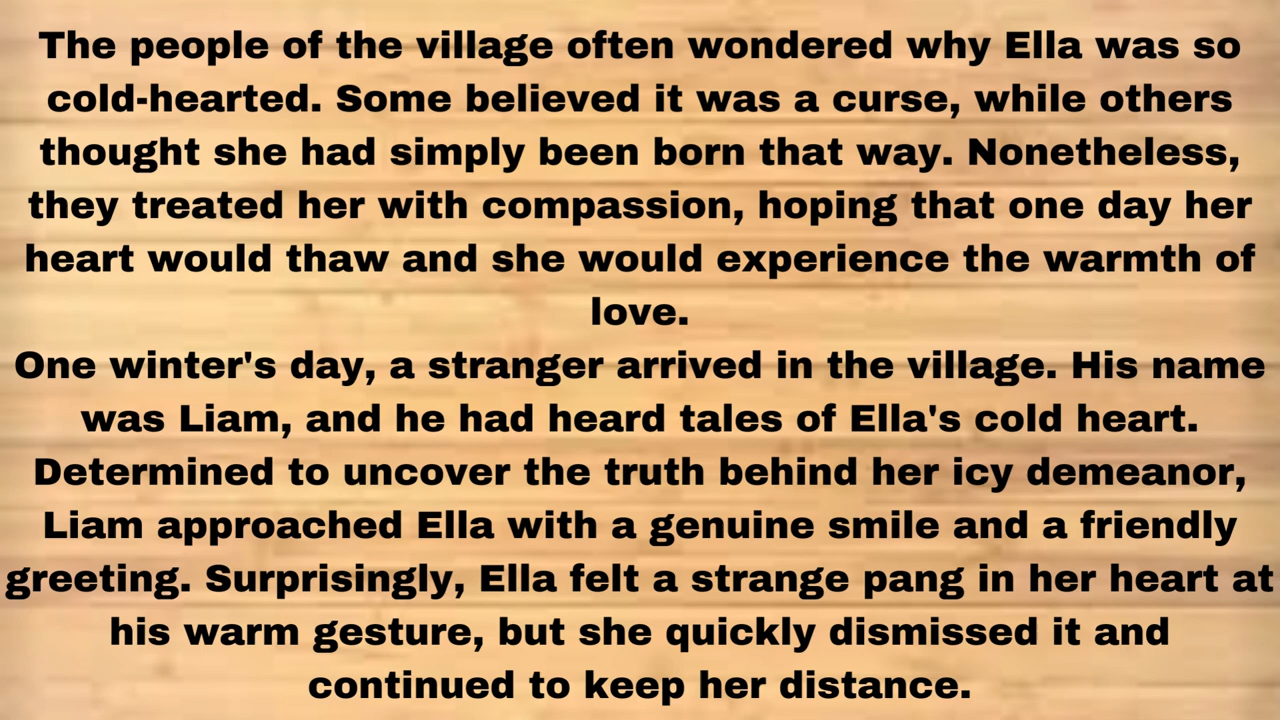 The people of the village often wondered why Ella was so
cold-hearted. Some believed it was a curse, while others
thought she had simply been born that way. Nonetheless,
they treated her with compassion, hoping that one day her
heart would thaw and she would experience the warmth of
love.
One winter's day, a stranger arrived in the village. His name
was Liam, and he had heard tales of Ella's cold heart.
Determined to uncover the truth behind her icy demeanor,
Liam approached Ella with a genuine smile and a friendly
greeting. Surprisingly, Ella felt a strange pang in her heart at
his warm gesture, but she quickly dismissed it and
continued to keep her distance.